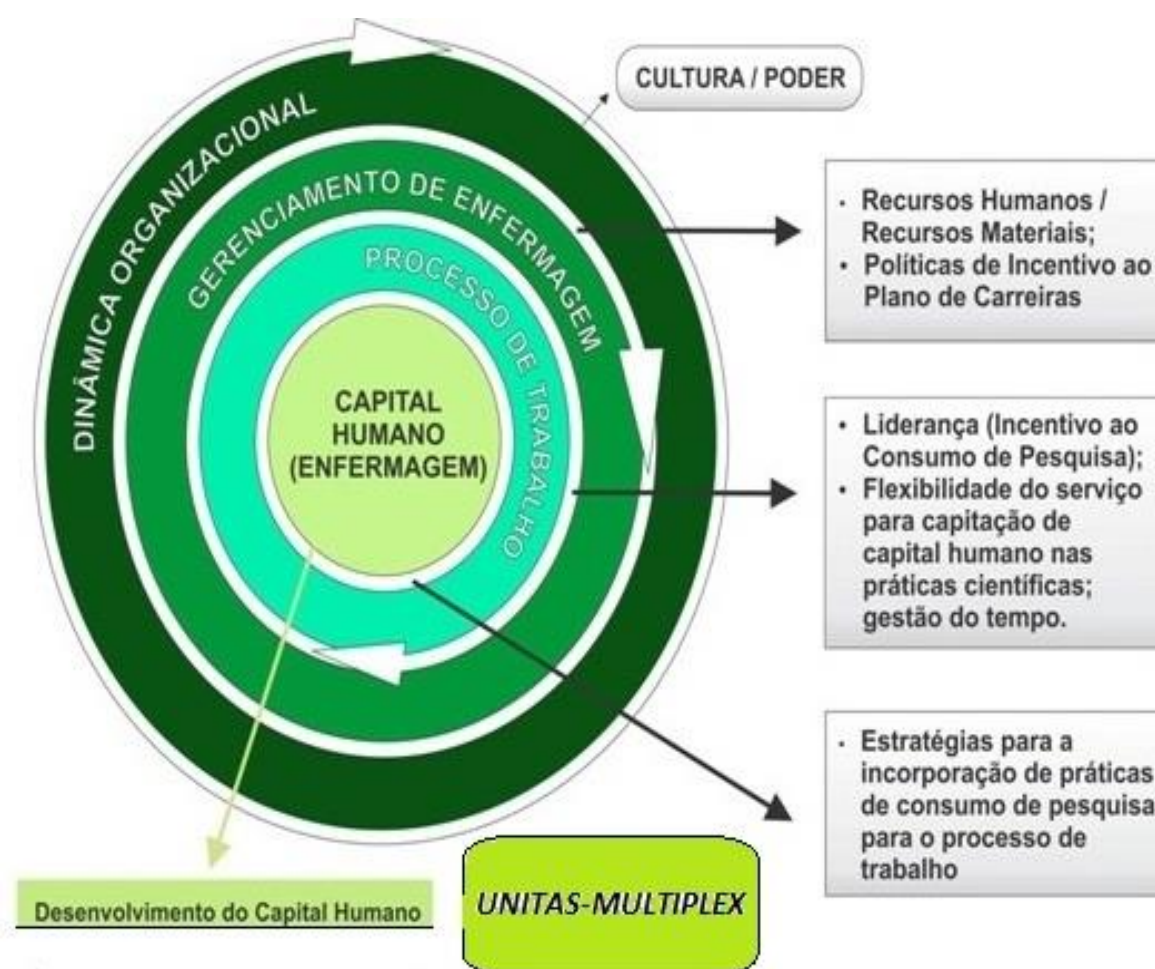 CULTURA / PODER
DINÂMICA ORGANIZACIONAL
GERENCIAMENTO DE ENFERMAGEM
PROCESSO DE TRABALHO
CAPITAL
HUMANO
(ENFERMAGEM)
· Recursos Humanos /
Recursos Materiais;
• Políticas de Incentivo ao
Plano de Carreiras
• Liderança (Incentivo ao
Consumo de Pesquisa);
• Flexibilidade do serviço
para capitação de
capital humano nas
práticas científicas;
gestão do tempo.
· Estratégias para a
incorporação de práticas
de consumo de pesquisa
para o processo de
trabalho
Desenvolvimento do Capital Humano
UNITAS-MULTIPLEX